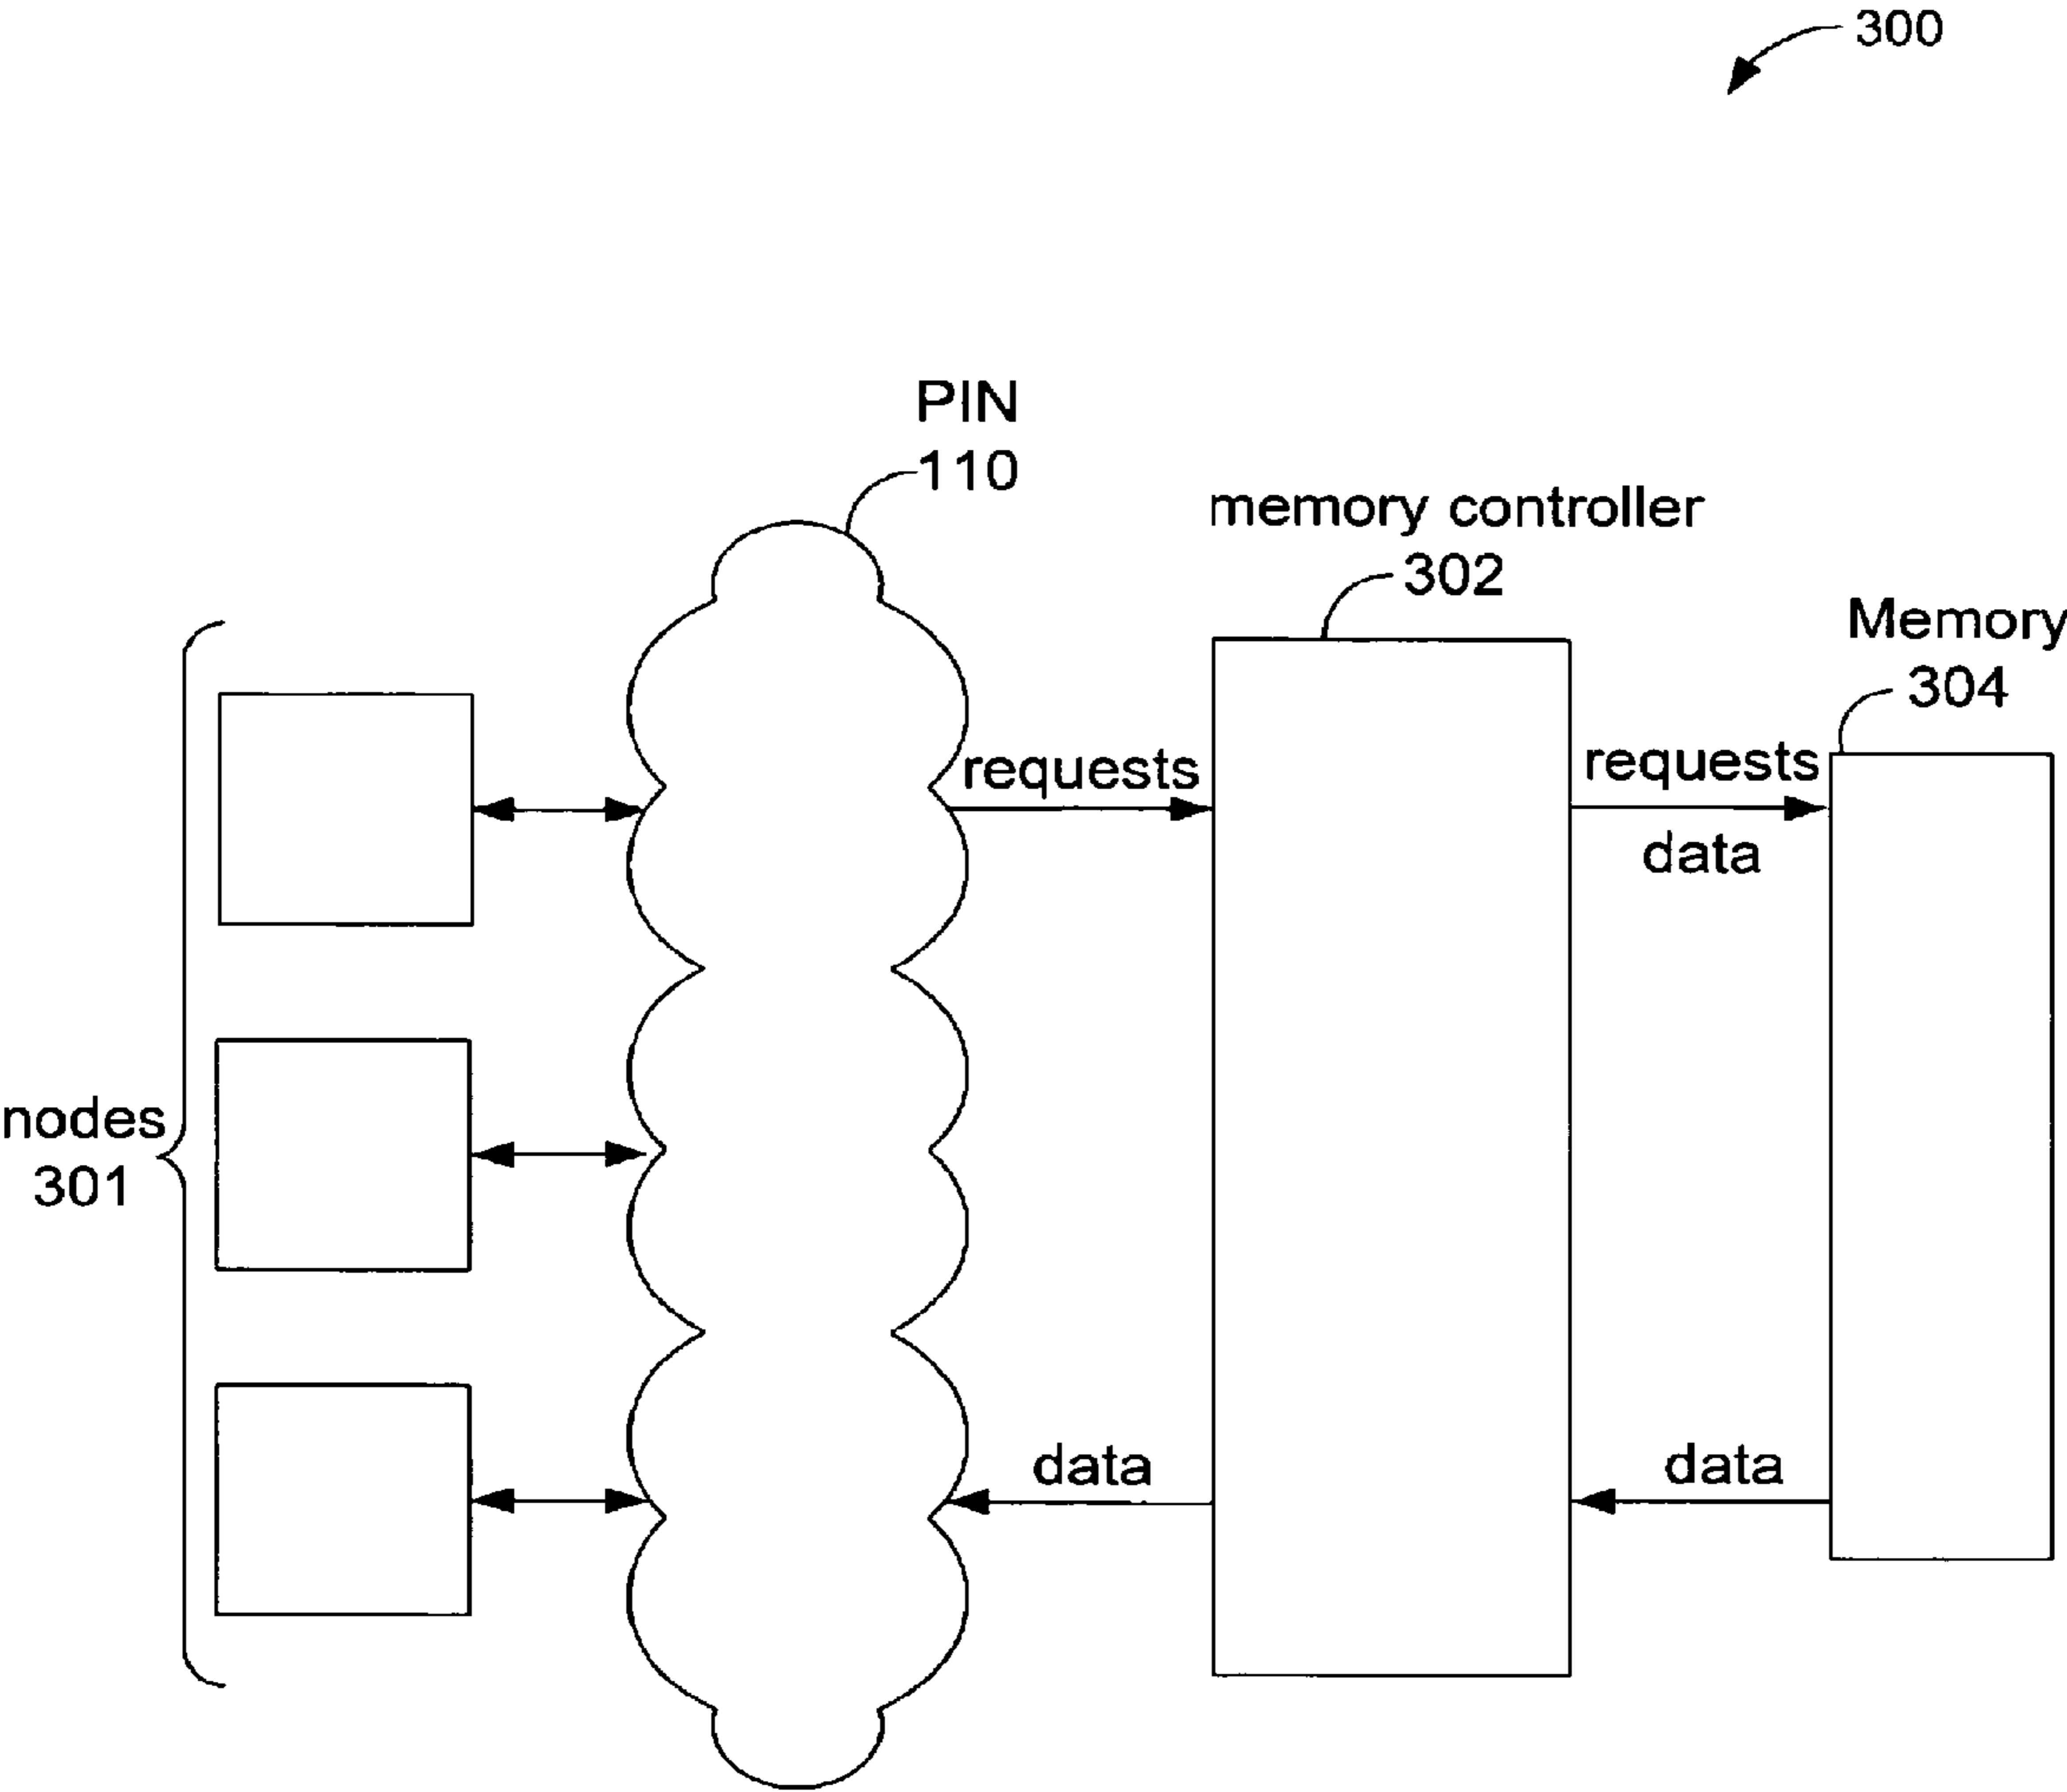 300
PIN
110
memory controller
302
Memory
304
requests
requests
data
nodes
301
data
data